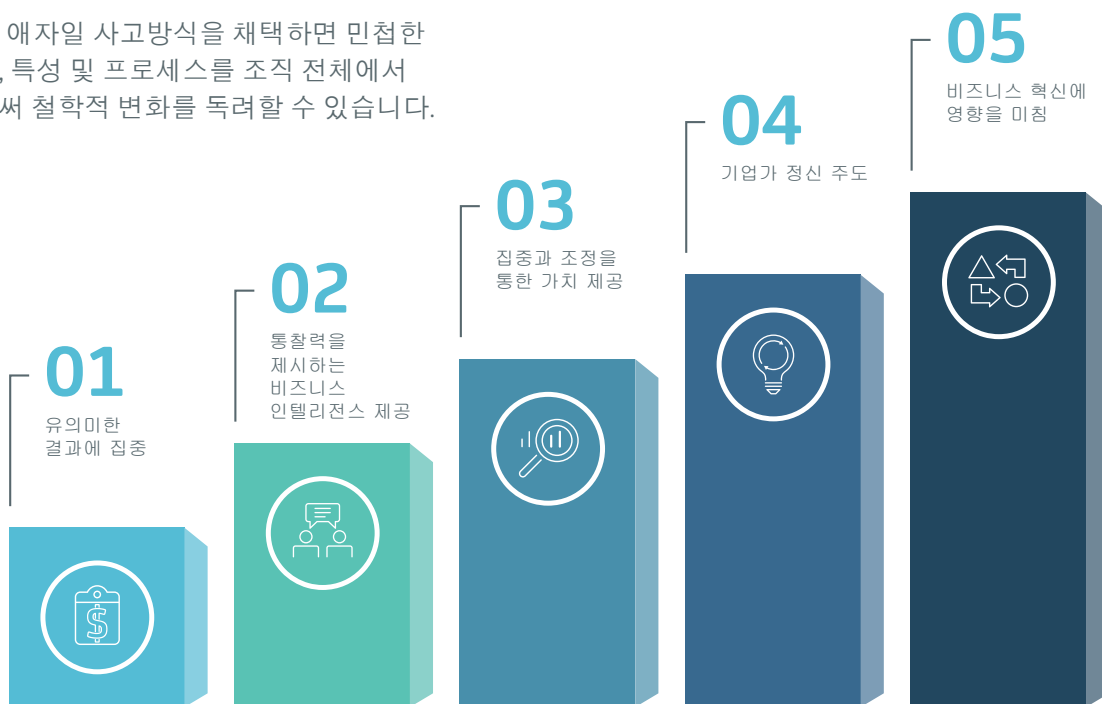 애자일 사고방식을 채택하면 민첩한
, 특성 및 프로세스를 조직 전체에서
써 철학적 변화를 독려할 수 있습니다.
01
유의미한
결과에 집중
02
통찰력을
제시하는
비즈니스
인텔리전스 제공
03
집중과 조정을
통한 가치 제공
04
기업가 정신 주도
05
비즈니스 혁신에
영향을 미침
$